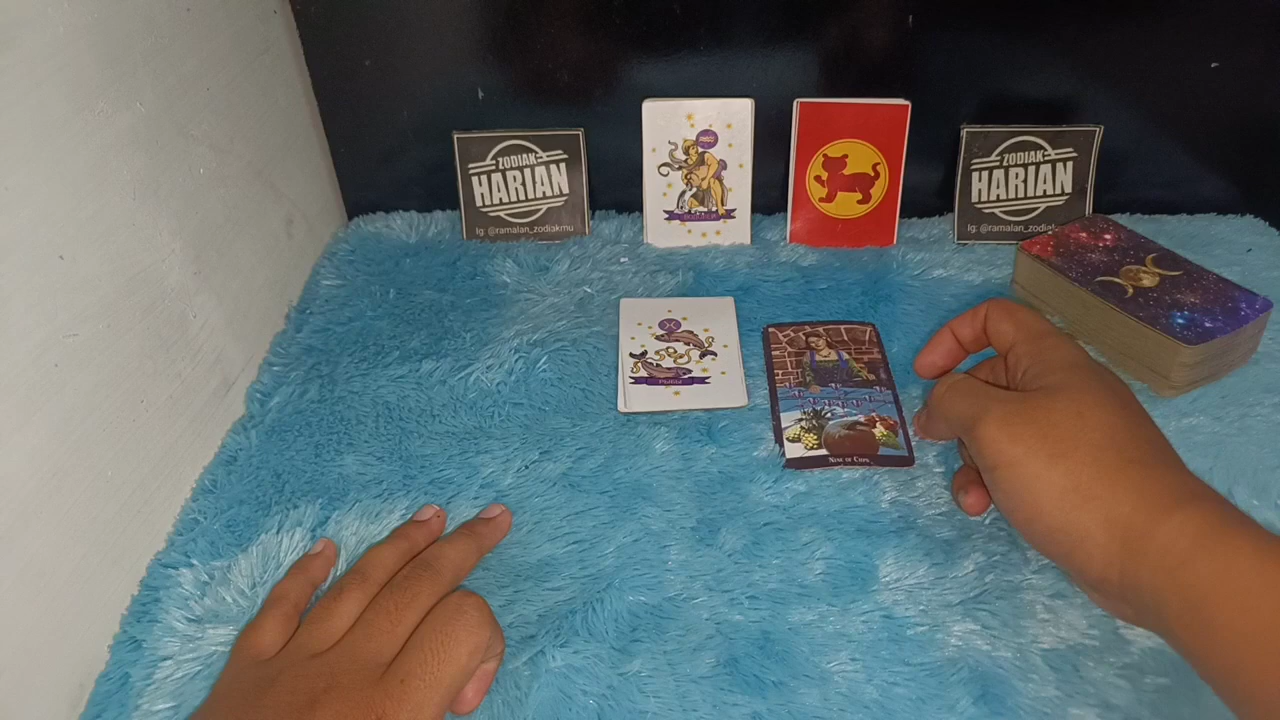 ZODIAK
HARIAN
Ig: @ramalan_zodiakmu
ZODIAK
HARIAN
Ig: @ramalan_zodiak
NINE OF CUPS